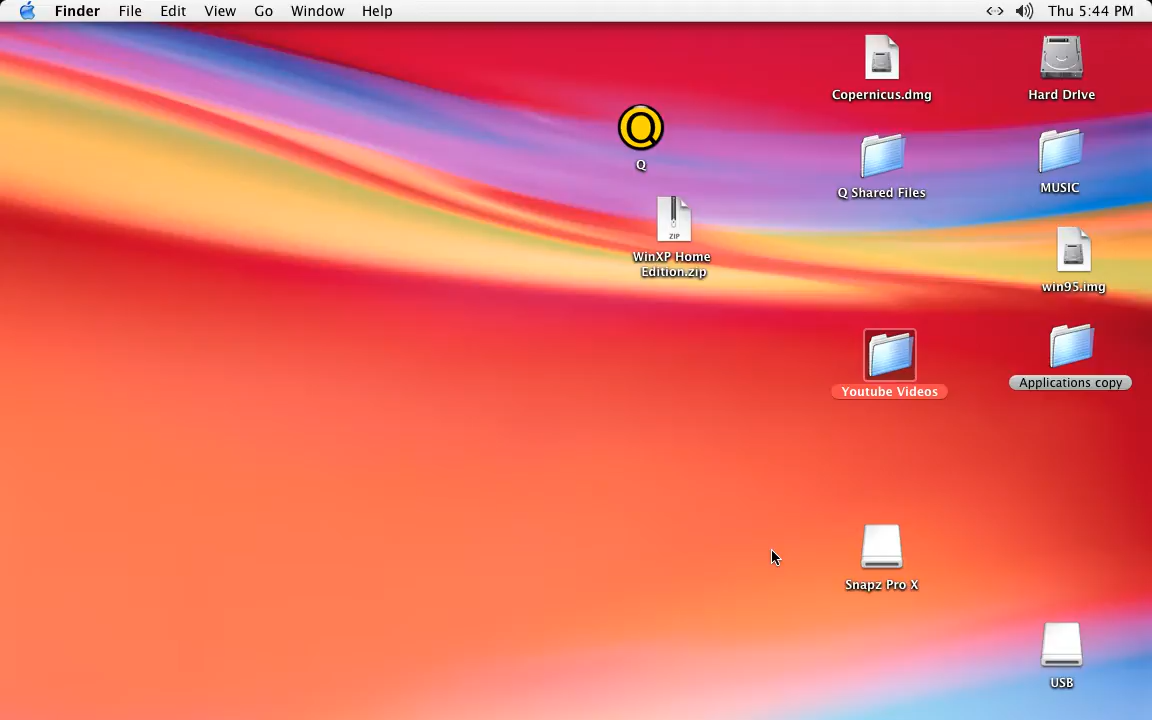 Finder File Edit View Go Window Help Thu 5:44 PM
Copernicus.dmg
Hard DrIve
Q
Q
Q Shared Files
MUSIC
ZIP
WinXP Home
Edition.zip
win95.img
Youtube Videos
Applications copy
Snapz Pro X
USB